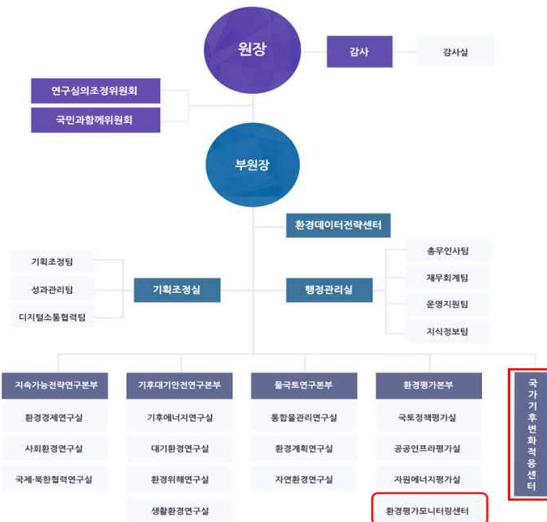 원장
감사
감사실
연구심의조정위원회
국민과함께위원회
부원장
환경데이터전략센터
기획조정팀
성과관리팀
디지털소통협력팀
기획조정실
행정관리실
총무인사팀
재무회계팀
운영지원팀
지식정보팀
지속가능전략연구본부
환경경제연구실
사회환경연구실
국제·북한협력연구실
기후대기안전연구본부
기후에너지연구실
대기환경연구실
환경위해연구실
생활환경연구실
물국토연구본부
통합물관리연구실
환경계획연구실
자연환경연구실
환경평가본부
국토정책평가실
공공인프라평가실
자원에너지평가실
환경평가모니터링센터
국가기후변화적응센터